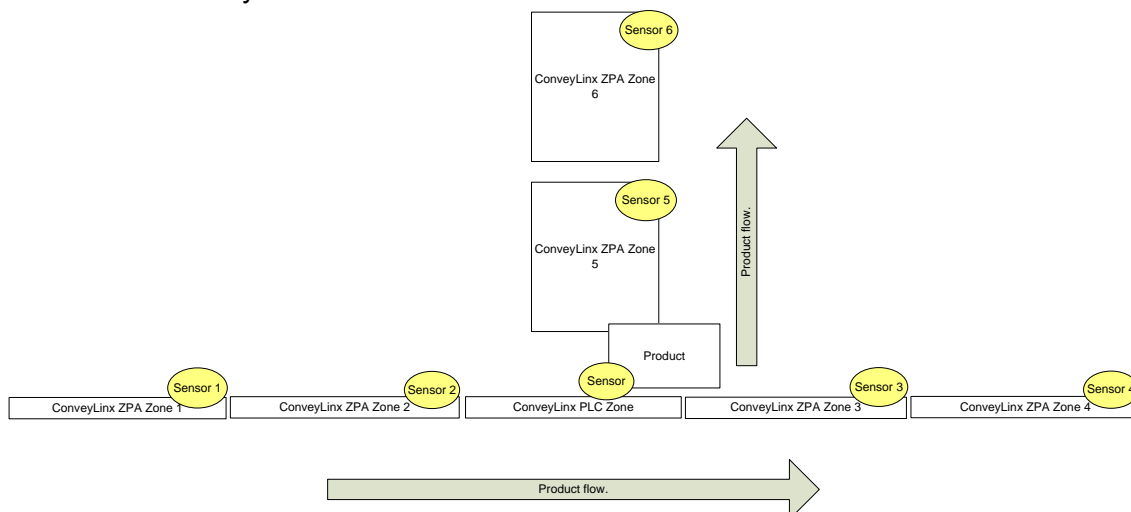 Sensor 6
ConveyLinx ZPA Zone
6
Sensor 5
ConveyLinx ZPA Zone
5
Product flow.
Product
Sensor 1
Sensor 2
Sensor
Sensor 3
Sensor 4
ConveyLinx ZPA Zone 1
ConveyLinx ZPA Zone 2
ConveyLinx PLC Zone
ConveyLinx ZPA Zone 3
ConveyLinx ZPA Zone 4
Product flow.